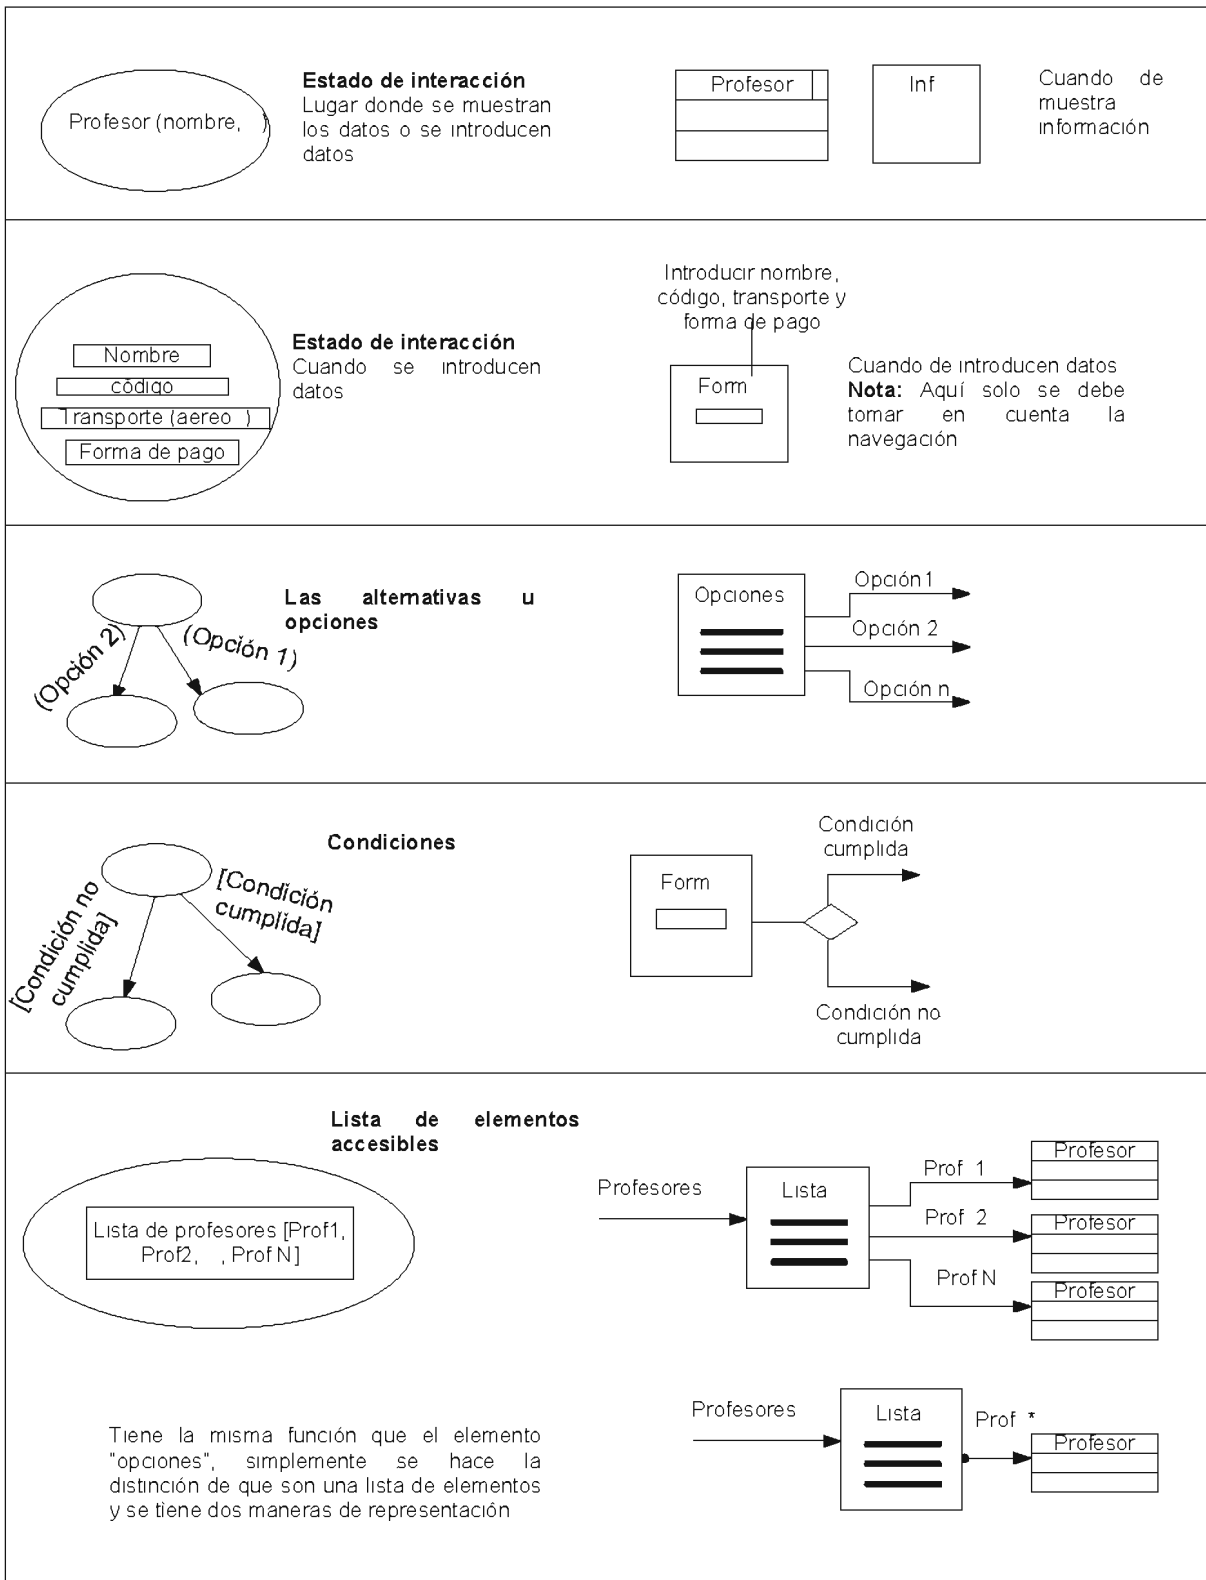 Profesor (nombre, )
Estado de interacción
Lugar donde se muestran
los datos o se introducen
datos
Profesor
Inf
Cuando de
muestra
información
Nombre
código
Transporte (aereo )
Forma de pago
Estado de interacción
Cuando se introducen
datos
Introducir nombre,
código, transporte y
forma de pago
Form
Cuando de introducen datos
Nota: Aquí solo se debe
tomar en cuenta la
navegación
(Opción 2)
(Opción 1)
Las alternativas u
opciones
Opciones
Opción 1
Opción 2
Opción n
[Condición no
cumplida]
[Condición
cumplida]
Condiciones
Form
Condición
cumplida
Condición no
cumplida
Lista de elementos
accesibles
Lista de profesores [Prof1,
Prof2, , Prof N]
Profesores
Lista
Prof 1
Prof 2
Prof N
Profesor
Profesor
Profesor
Tiene la misma función que el elemento
"opciones", simplemente se hace la
distinción de que son una lista de elementos
y se tiene dos maneras de representación
Profesores
Lista
Prof *
Profesor